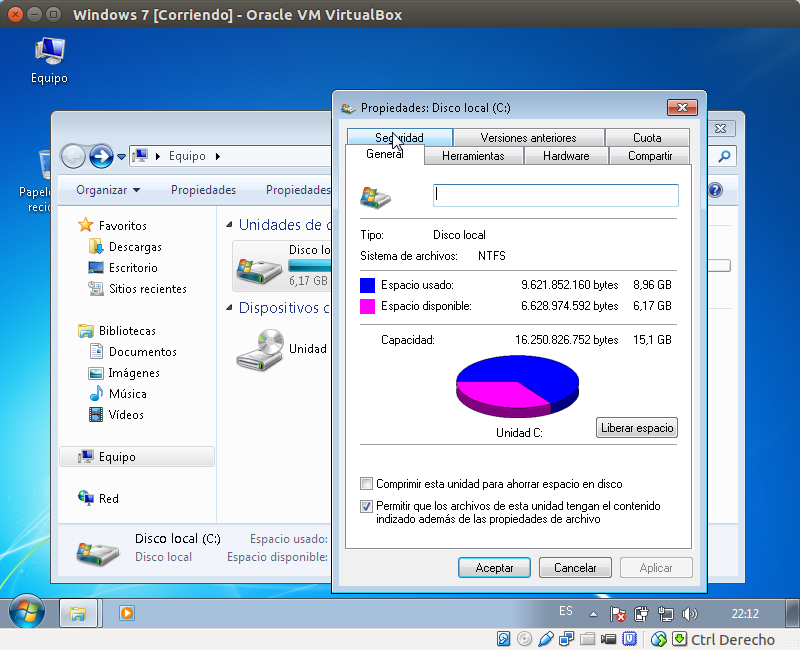 Windows 7 [Corriendo] - Oracle VM VirtualBox
Equipo
Equipo
Organizar
Propiedades
Propiedades
Favoritos
Descargas
Escritorio
Sitios recientes
Bibliotecas
Documentos
Imágenes
Música
Vídeos
Equipo
Red
Unidades de
Disco lo
6,17 GB
Dispositivos c
Unidad
Disco local (C:)
Disco local
Espacio usado:
Espacio disponible:
Propiedades: Disco local (C:)
Seguridad
Versiones anteriores
Cuota
General
Herramientas
Hardware
Compartir
Tipo: Disco local
Sistema de archivos: NTFS
Espacio usado: 9.621.852.160 bytes 8,96 GB
Espacio disponible: 6.628.974.592 bytes 6,17 GB
Capacidad: 16.250.826.752 bytes 15,1 GB
Unidad C:
Liberar espacio
Comprimir esta unidad para ahorrar espacio en disco
Permitir que los archivos de esta unidad tengan el contenido
indizado además de las propiedades de archivo
Aceptar
Cancelar
Aplicar
Papele
recic
ES
22:12
Ctrl Derecho